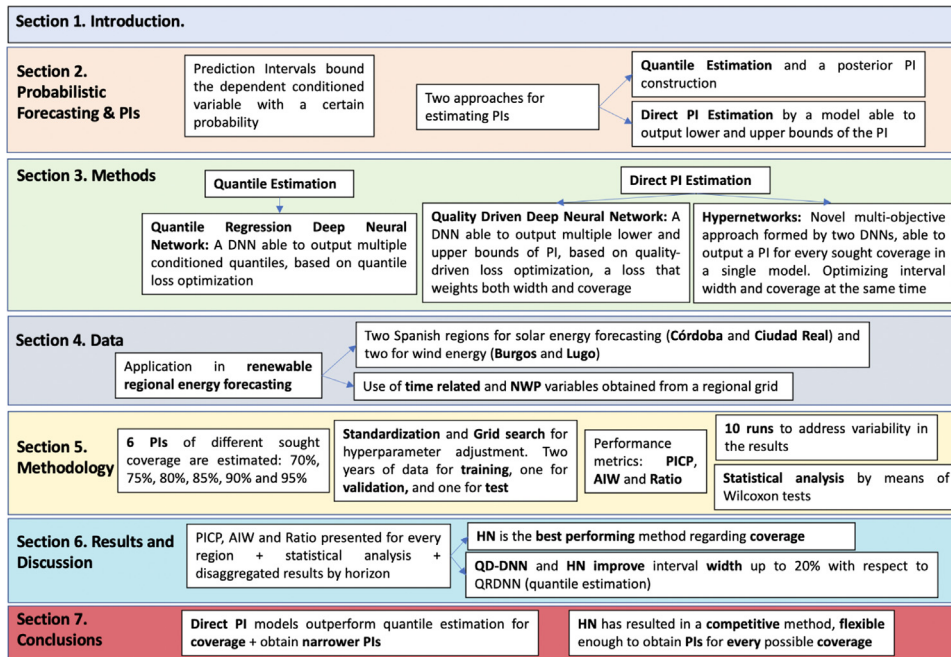 Section 1. Introduction.
Section 2.
Probabilistic
Forecasting & PIs
Prediction Intervals bound
the dependent conditioned
variable with a certain
probability
Two approaches for
estimating PIs
Quantile Estimation and a posterior PI
construction
Direct PI Estimation by a model able to
output lower and upper bounds of the PI
Section 3. Methods
Quantile Estimation
Quantile Regression Deep Neural
Network: A DNN able to output multiple
conditioned quantiles, based on quantile
loss optimization
Direct PI Estimation
Quality Driven Deep Neural Network: A
DNN able to output multiple lower and
upper bounds of PI, based on quality-
driven loss optimization, a loss that
weights both width and coverage
Hypernetworks: Novel multi-objective
approach formed by two DNNs, able to
output a PI for every sought coverage in
a single model. Optimizing interval
width and coverage at the same time
Section 4. Data
Application in renewable
regional energy forecasting
Two Spanish regions for solar energy forecasting (Córdoba and Ciudad Real) and
two for wind energy (Burgos and Lugo)
Use of time related and NWP variables obtained from a regional grid
Section 5.
Methodology
6 PIs of different sought
coverage are estimated: 70%,
75%, 80%, 85%, 90% and 95%
Standardization and Grid search for
hyperparameter adjustment. Two
years of data for training, one for
validation, and one for test
Performance
metrics: PICP,
AIW and Ratio
10 runs to address variability in
the results
Statistical analysis by means of
Wilcoxon tests
Section 6. Results and
Discussion
PICP, AIW and Ratio presented for every
region + statistical analysis +
disaggregated results by horizon
HN is the best performing method regarding coverage
QD-DNN and HN improve interval width up to 20% with respect to
QRDNN (quantile estimation)
Section 7.
Conclusions
Direct PI models outperform quantile estimation for
coverage + obtain narrower PIs
HN has resulted in a competitive method, flexible
enough to obtain PIs for every possible coverage